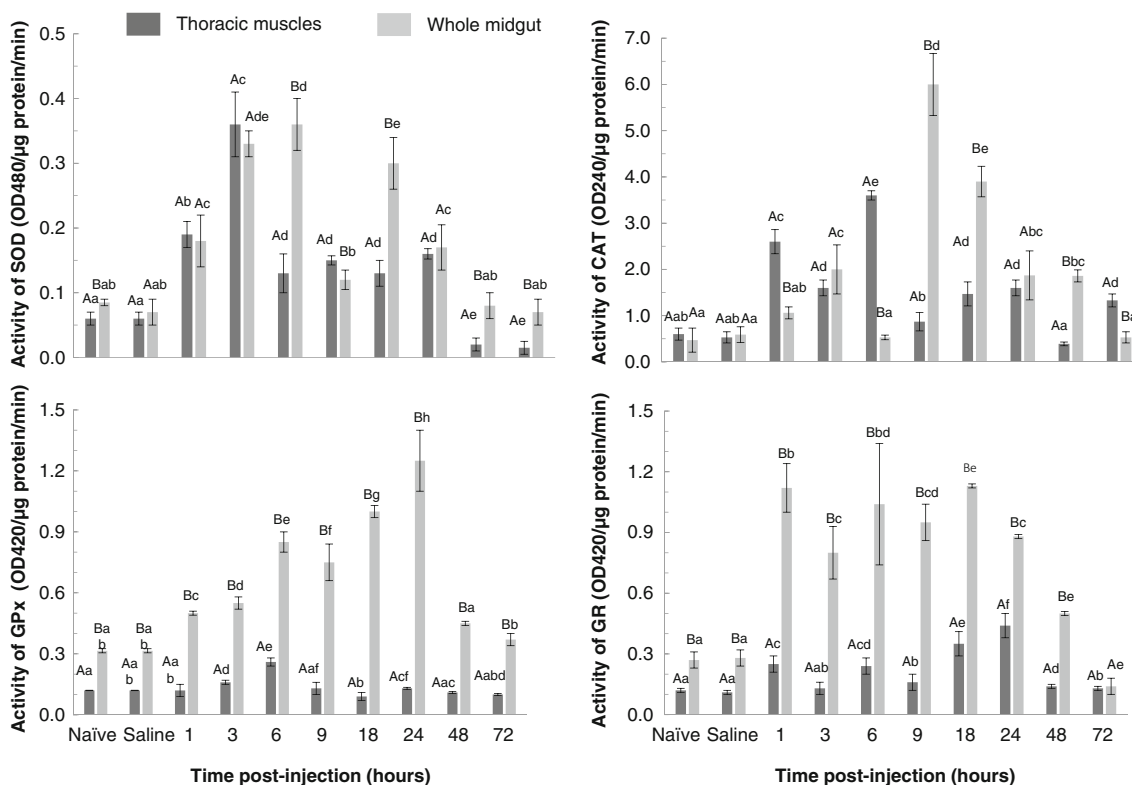 Thoracic muscles Whole midgut
Activity of SOD (OD480/µg protein/min)
0.5
0.4
0.3
0.2
0.1
0.0
Aa Bab Aa Aab Ab Ac Ac Ade Ad Bd Ad Bb Ad Be Ad Ac Ae Bab Ae Bab
Activity of CAT (OD240/µg protein/min)
7.0
6.0
5.0
4.0
3.0
2.0
1.0
0.0
Aab Aa Aab Aa Ac Bab Ad Ac Ae Ba Ab Bd Ad Be Ad Abc Aa Bbc Ad Ba
Activity of GPx (OD420/µg protein/min)
1.5
1.2
0.9
0.6
0.3
0.0
Aa Ba
b Aa
b Ba
b Aa
b Bc Ad Bd Ae Be Aaf Bf Ab Bg Acf Bh Aac Ba Aabd Bb
Naïve Saline 1 3 6 9 18 24 48 72
Time post-injection (hours)
Activity of GR (OD420/µg protein/min)
1.5
1.2
0.9
0.6
0.3
0.0
Aa Ba Aa Ba Ac Bb Aab Bc Acd Bbd Ab Bcd Ae Be Af Bc Ad Be Ab Ae
Naïve Saline 1 3 6 9 18 24 48 72
Time post-injection (hours)